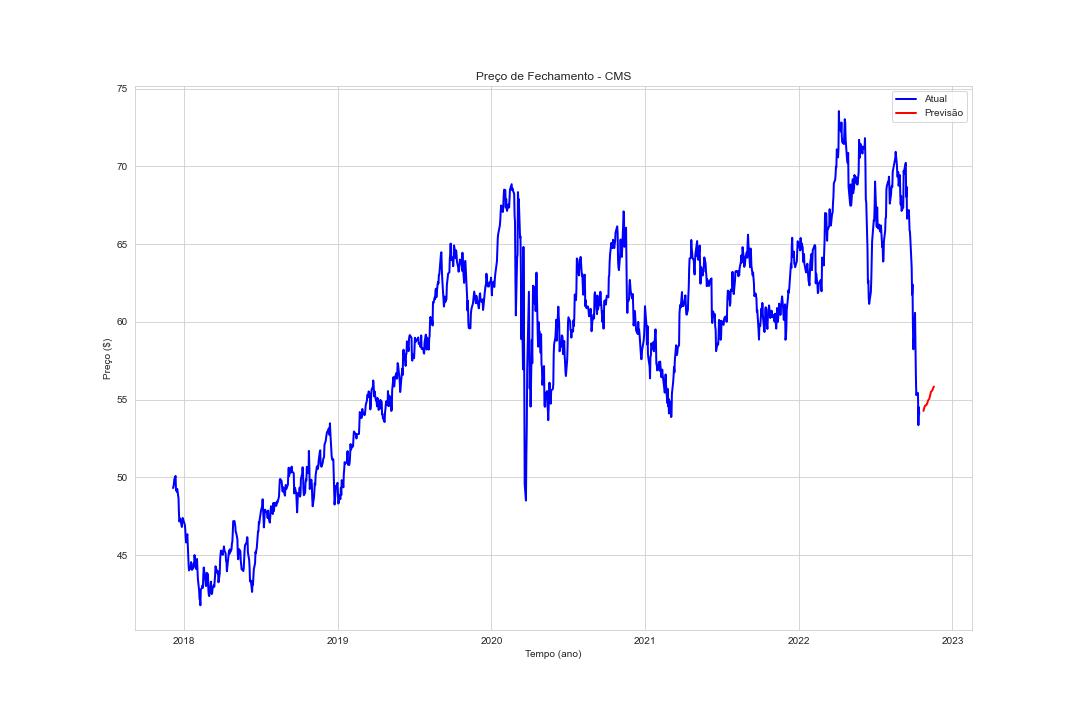 Preço de Fechamento - CMS
Atual
Previsão
75
70
65
60
55
50
45
Preço ($)
2018
2019
2020
2021
2022
2023
Tempo (ano)